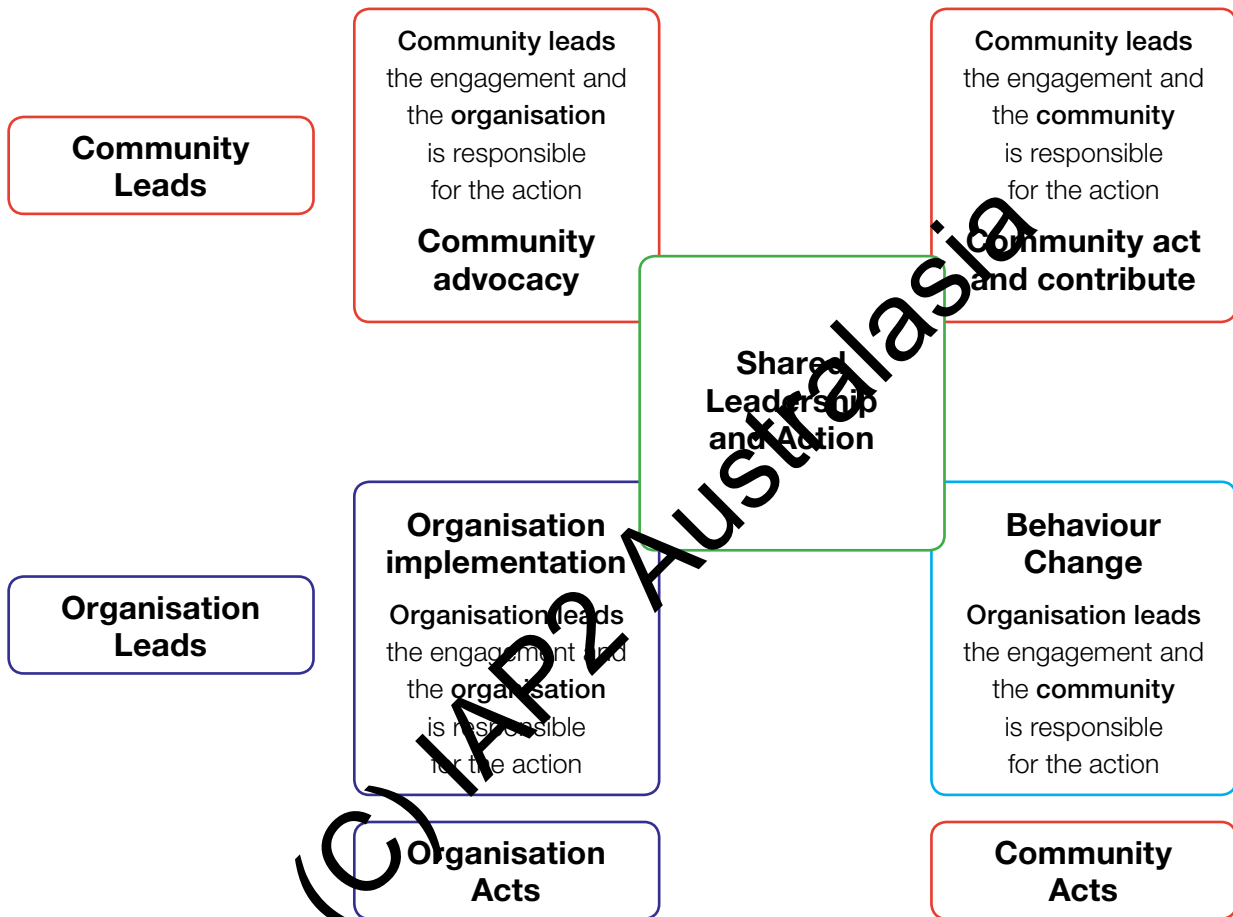 Community
Leads
Community leads
the engagement and
the organisation
is responsible
for the action
Community
advocacy
Community leads
the engagement and
the community
is responsible
for the action
Community act
and contribute
Shared
Leadership
and Action
Organisation
Leads
Organisation
implementation
Organisation leads
the engagement and
the organisation
is responsible
for the action
Behaviour
Change
Organisation leads
the engagement and
the community
is responsible
for the action
Organisation
Acts
Community
Acts
(C) IAP2 Australasia